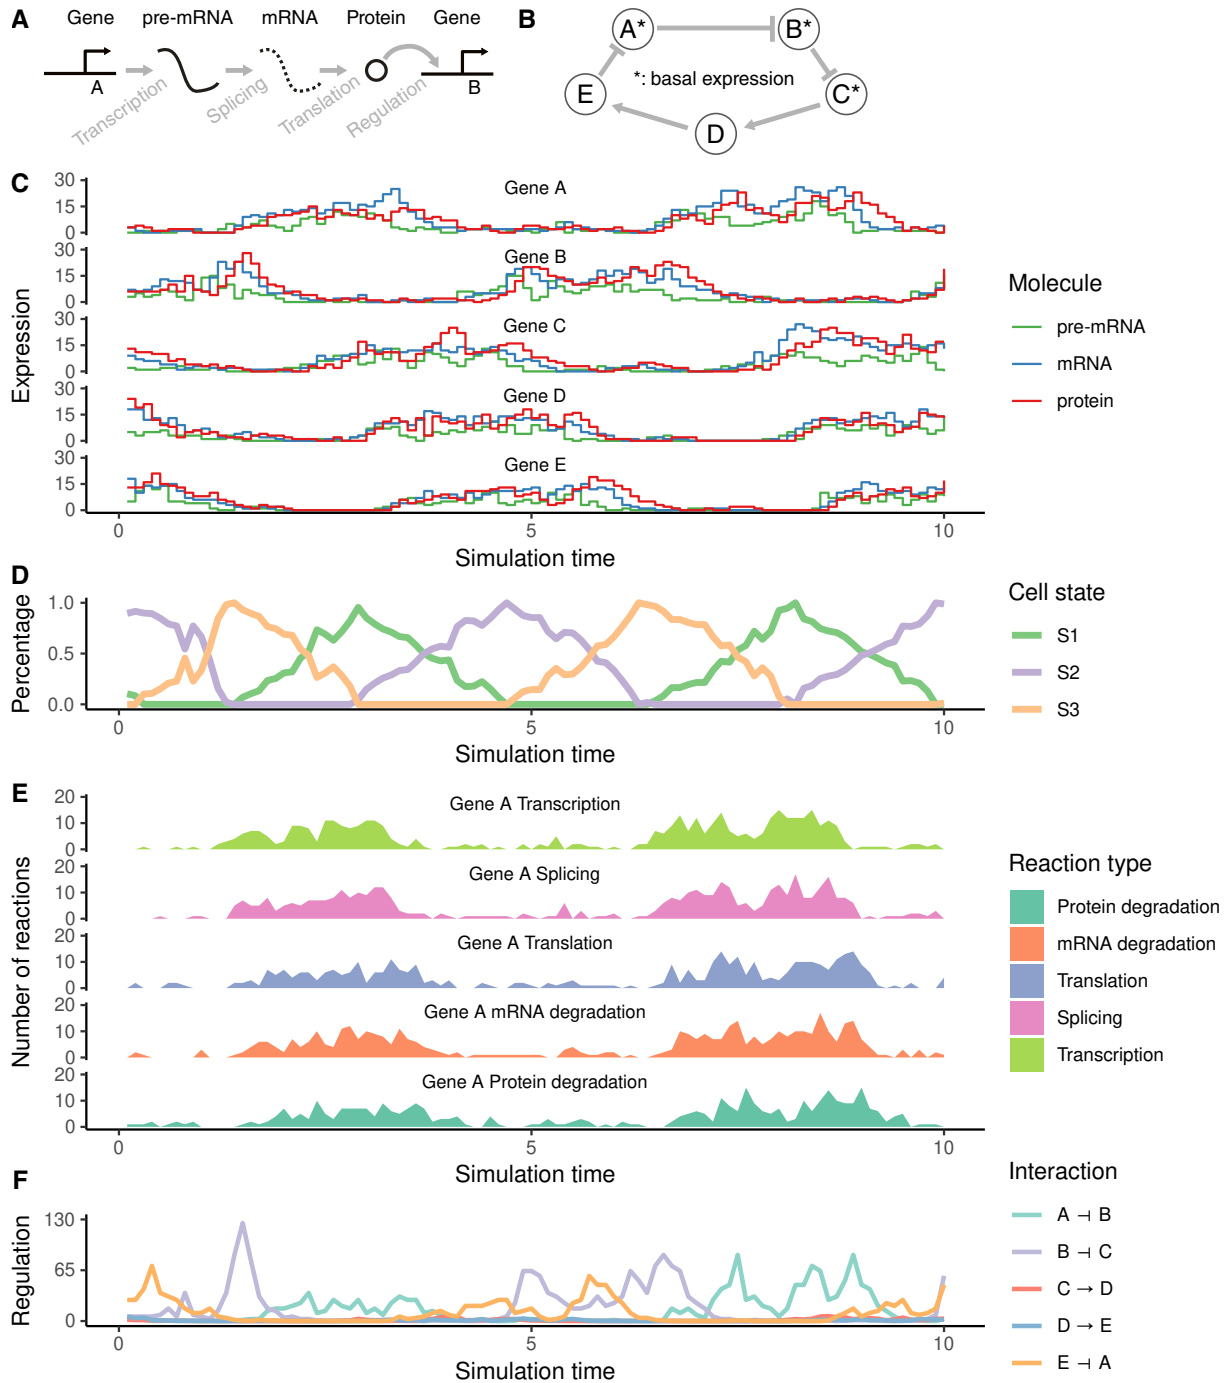 A
Gene pre-mRNA mRNA Protein Gene
A
B
Transcription
Splicing
Translation
Regulation
B
A*
B*
*: basal expression
E
C*
D
C
Expression
Gene A
30
15
0
Gene B
30
15
0
Gene C
30
15
0
Gene D
30
15
0
Gene E
30
15
0
0 5 10
Simulation time
Molecule
pre-mRNA
mRNA
protein
D
Percentage
1.0
0.5
0.0
0 5 10
Simulation time
Cell state
S1
S2
S3
E
Number of reactions
Gene A Transcription
20
10
0
Gene A Splicing
20
10
0
Gene A Translation
20
10
0
Gene A mRNA degradation
20
10
0
Gene A Protein degradation
20
10
0
0 5 10
Simulation time
Reaction type
Protein degradation
mRNA degradation
Translation
Splicing
Transcription
F
Regulation
130
65
0
0 5 10
Simulation time
Interaction
A ⊣ B
B ⊣ C
C → D
D → E
E ⊣ A